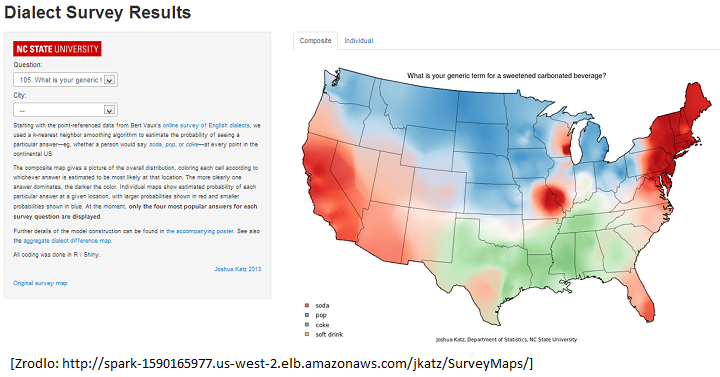 Dialect Survey Results
NC STATE UNIVERSITY
Question:
105. What is your generic t
City:
--
Starting with the point-referenced data from Bert Vaux's online survey of English dialects, we
used a k-nearest neighbor smoothing algorithm to estimate the probability of seeing a
particular answer—eg. whether a person would say soda, pop, or coke—at every point in the
continental US.
The composite map gives a picture of the overall distribution, coloring each cell according to
whichever answer is estimated to be most likely at that location. The more clearly one
answer dominates, the darker the color. Individual maps show estimated probability of each
particular answer at a given location, with larger probabilities shown in red and smaller
probabilities shown in blue. At the moment, only the four most popular answers for each
survey question are displayed.
Further details of the model construction can be found in the accompanying poster. See also
the aggregate dialect difference map.
All coding was done in R / Shiny.
Joshua Katz 2013
Original survey map
Composite
Individual
What is your generic term for a sweetened carbonated beverage?
soda
pop
coke
soft drink
Joshua Katz, Department of Statistics, NC State University
[Zrodlo: http://spark-1590165977.us-west-2.elb.amazonaws.com/jkatz/SurveyMaps/]